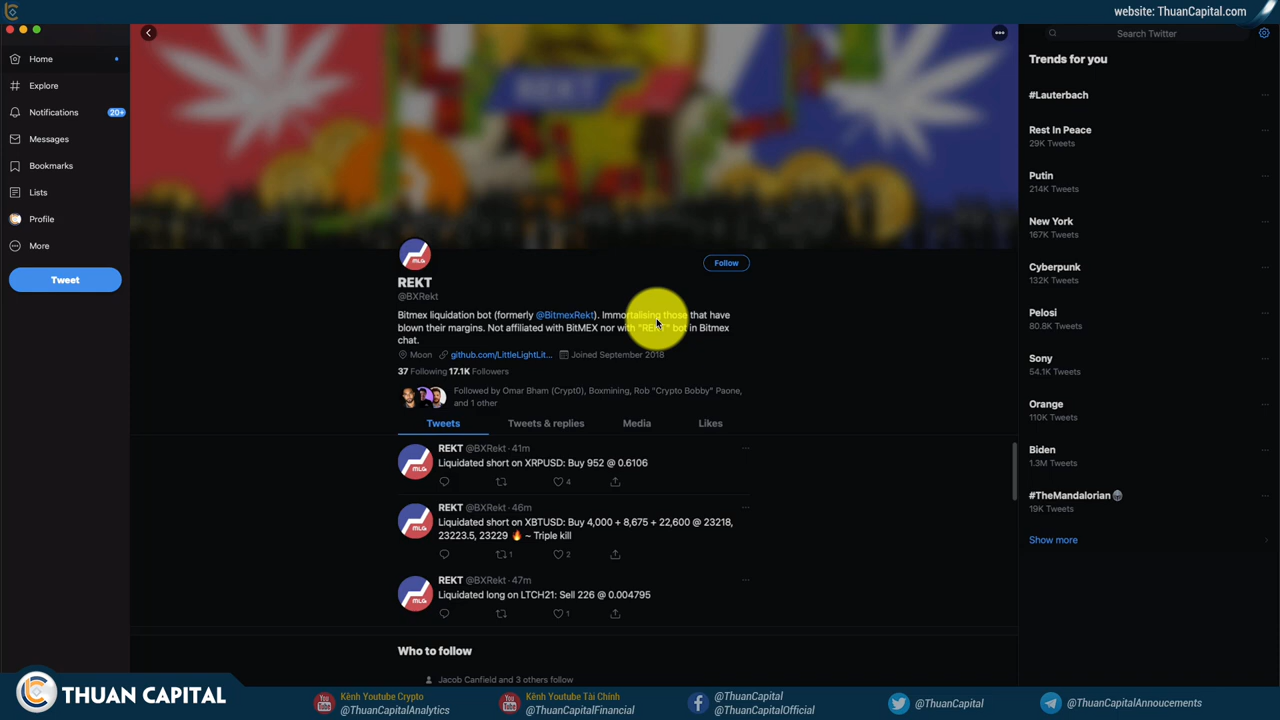 website: ThuanCapital.com
Home
Explore
Notifications
20+
Messages
Bookmarks
Lists
Profile
More
Tweet
REKT
MLG
Follow
REKT
@BXRekt
Bitmex liquidation bot (formerly @BitmexRekt). Immortalising those that have
blown their margins. Not affiliated with BitMEX nor with "REKT" bot in Bitmex
chat.
Moon github.com/LittleLightLit... Joined September 2018
37 Following 17.1K Followers
Followed by Omar Bham {Crypt0}, Boxmining, Rob "Crypto Bobby" Paone,
and 1 other
Tweets Tweets & replies Media Likes
REKT @BXRekt · 41m
MLG
Liquidated short on XRPUSD: Buy 952 @ 0.6106
4
REKT @BXRekt · 46m
MLG
Liquidated short on XBTUSD: Buy 4,000 + 8,675 + 22,600 @ 23218,
23223.5, 23229 🔥 ~ Triple kill
1 2
REKT @BXRekt · 47m
MLG
Liquidated long on LTCH21: Sell 226 @ 0.004795
1
Who to follow
Jacob Canfield and 3 others follow
Search Twitter
Trends for you
#Lauterbach
Rest In Peace
29K Tweets
Putin
214K Tweets
New York
167K Tweets
Cyberpunk
132K Tweets
Pelosi
80.8K Tweets
Sony
54.1K Tweets
Orange
110K Tweets
Biden
1.3M Tweets
#TheMandalorian
19K Tweets
Show more
THUAN CAPITAL
You Tube
Kênh Youtube Crypto
@ThuanCapitalAnalytics
You Tube
Kênh Youtube Tài Chính
@ThuanCapitalFinancial
@ThuanCapital
@ThuanCapitalOfficial
@ThuanCapital
@ThuanCapitalAnnoucements